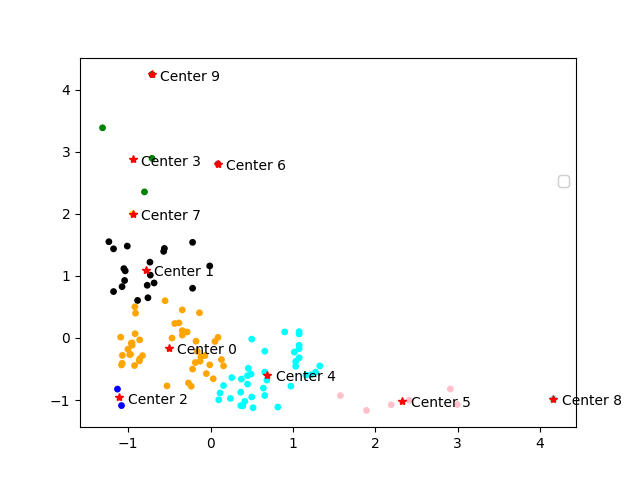 Center 9
4
3
Center 3
Center 6
2
Center 7
1
Center 1
0
Center 0
Center 4
−1
Center 2
Center 5
Center 8
−1
0
1
2
3
4